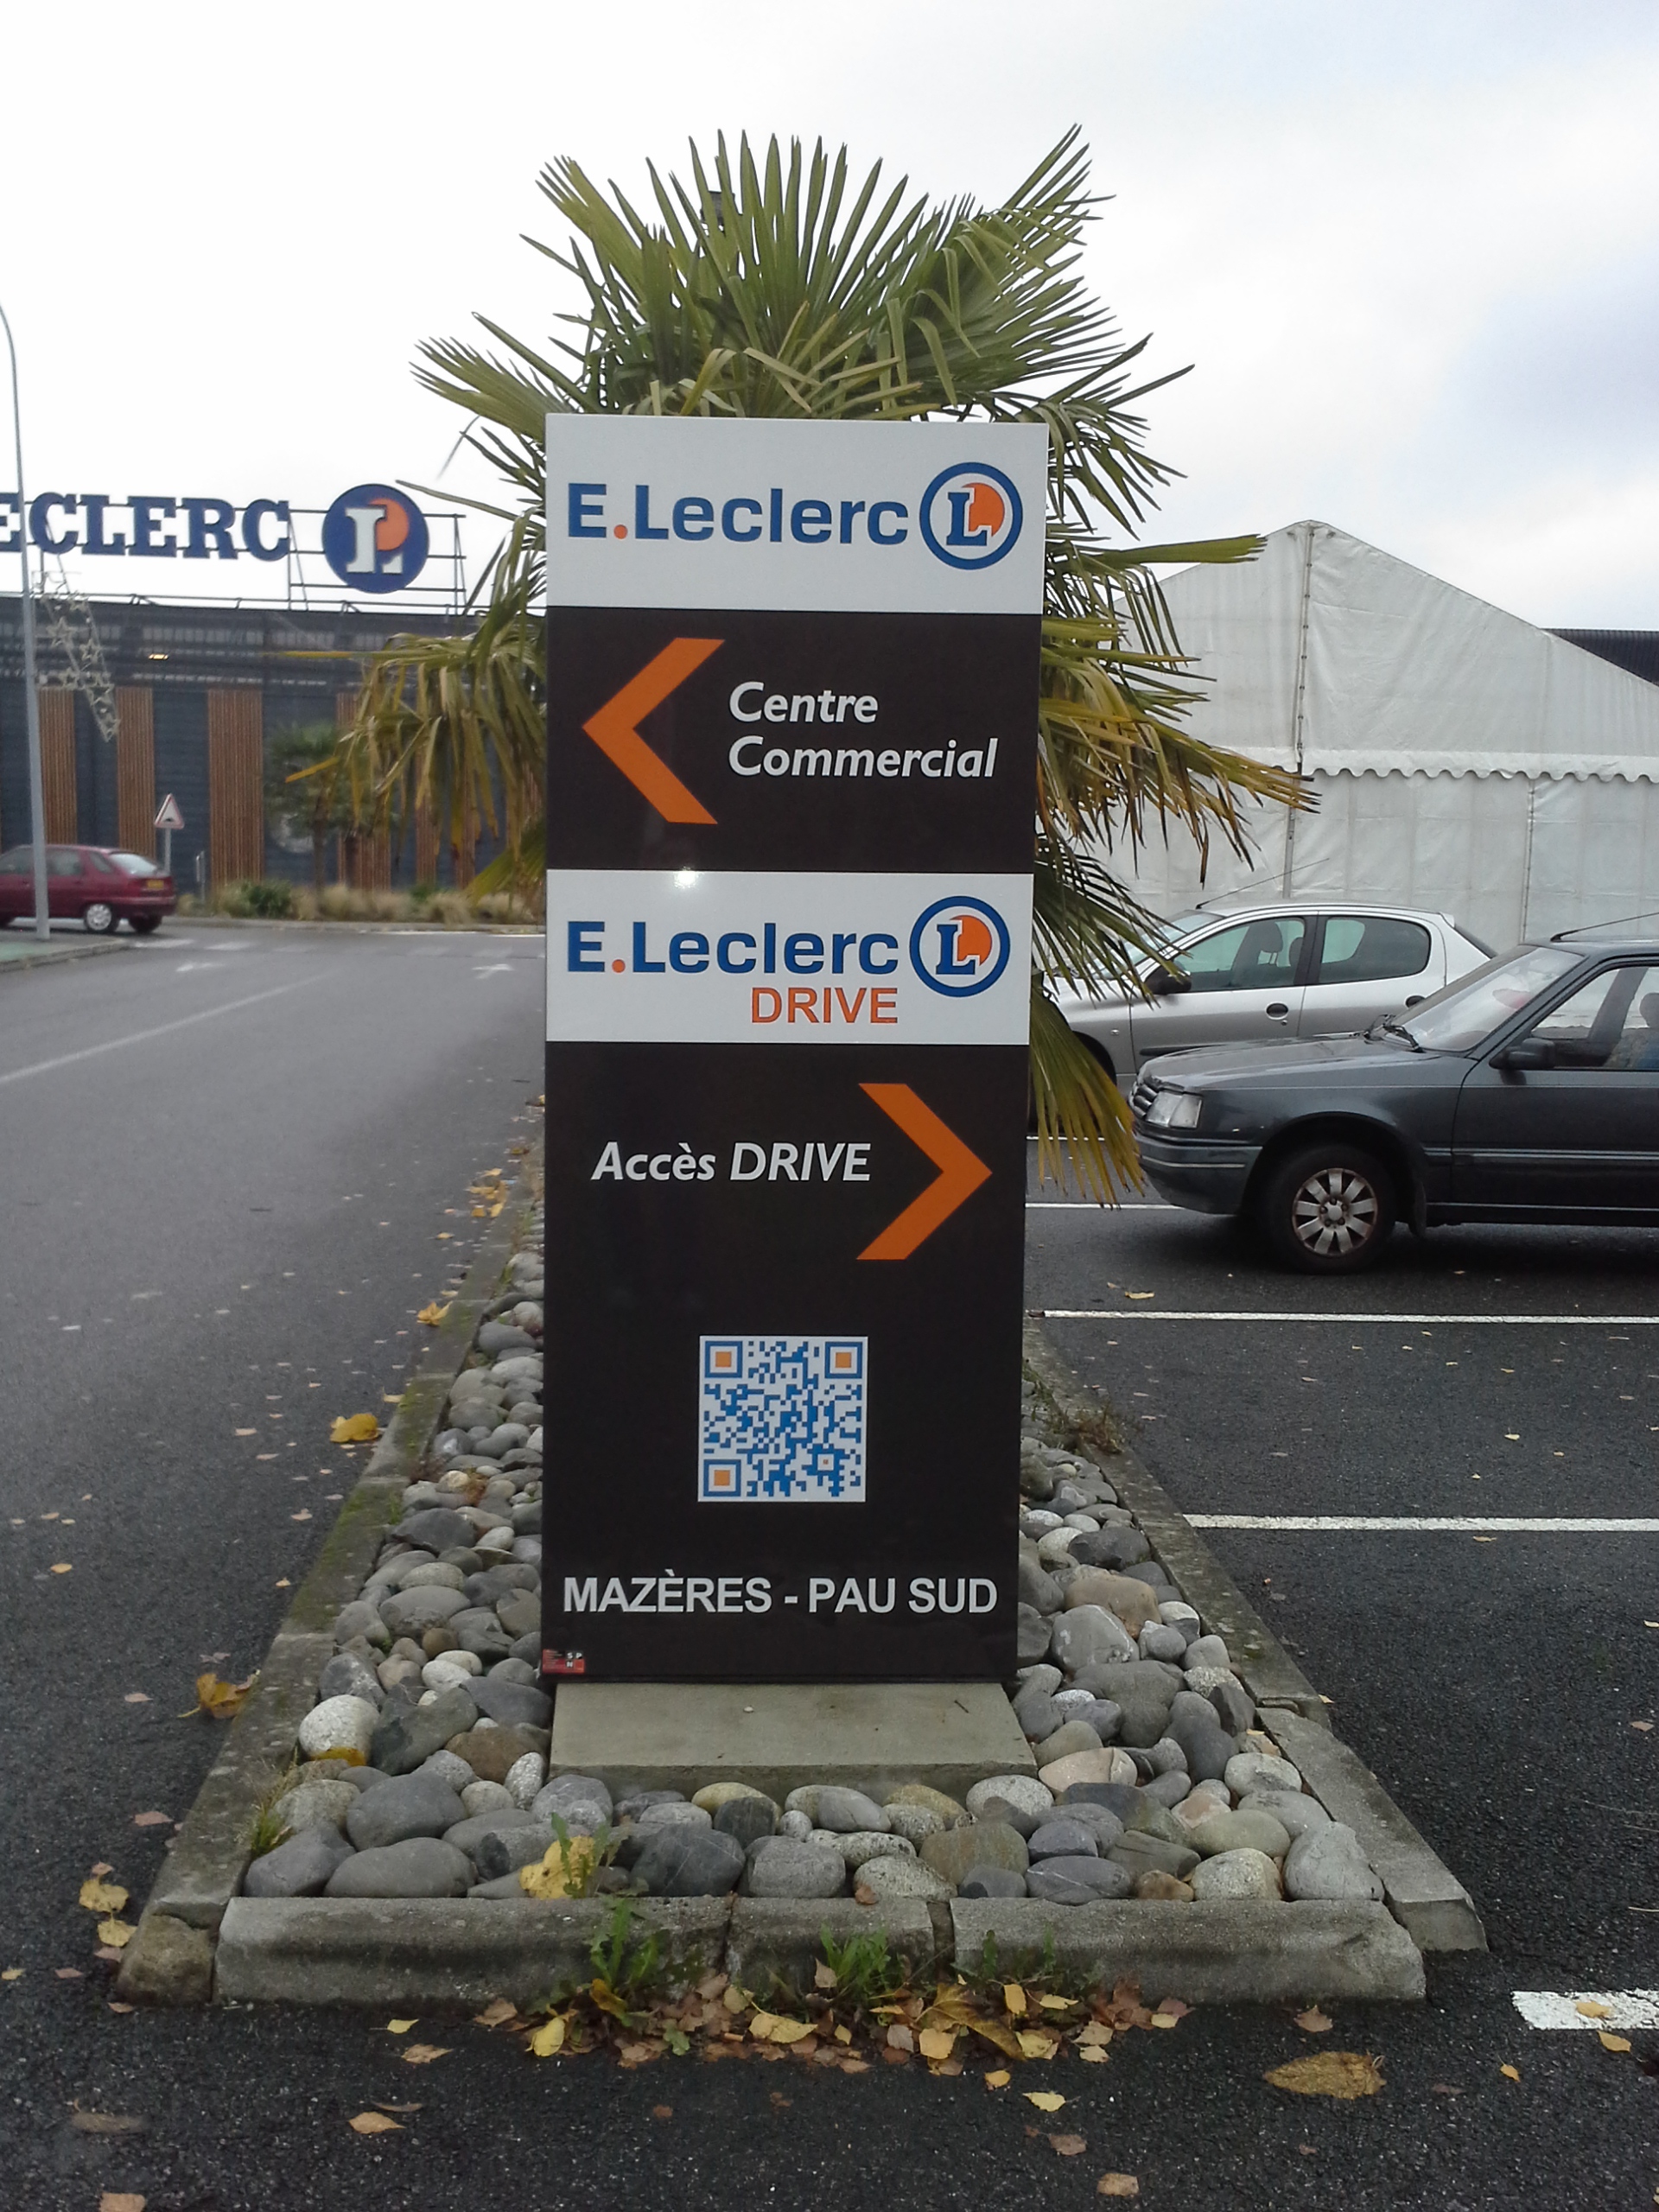 ECLERC L
E.Leclerc L
Centre
Commercial
E.Leclerc L
DRIVE
Accès DRIVE
MAZÈRES - PAU SUD